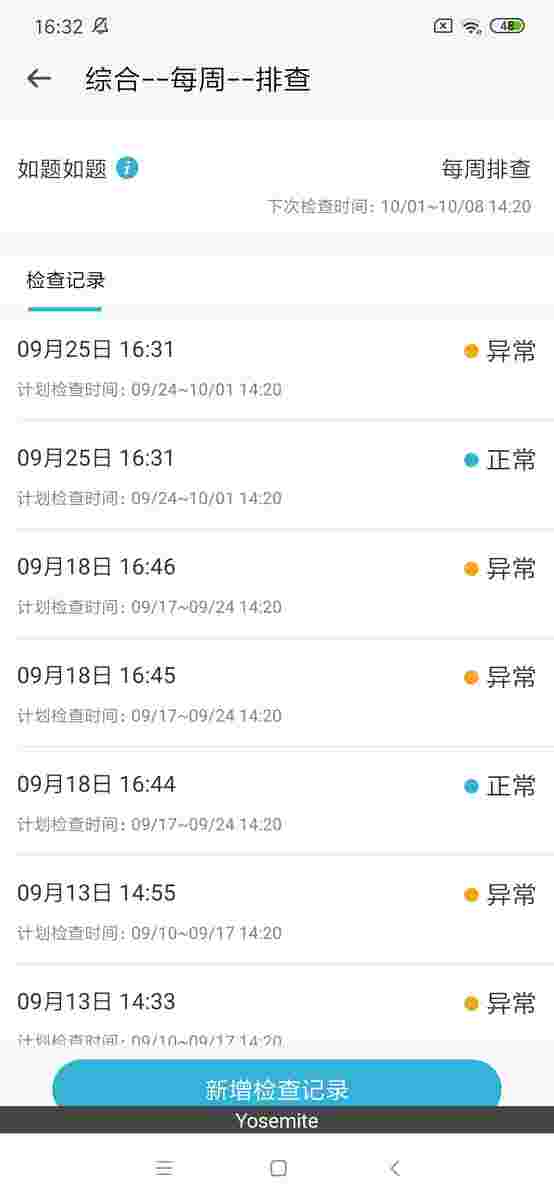 16:32
48
综合--每周--排查
如题如题
每周排查
下次检查时间：10/01~10/08 14:20
检查记录
09月25日 16:31
异常
计划检查时间：09/24~10/01 14:20
09月25日 16:31
正常
计划检查时间：09/24~10/01 14:20
09月18日 16:46
异常
计划检查时间：09/17~09/24 14:20
09月18日 16:45
异常
计划检查时间：09/17~09/24 14:20
09月18日 16:44
正常
计划检查时间：09/17~09/24 14:20
09月13日 14:55
异常
计划检查时间：09/10~09/17 14:20
09月13日 14:33
异常
计划检查时间：09/10~09/17 14:20
新增检查记录
Yosemite